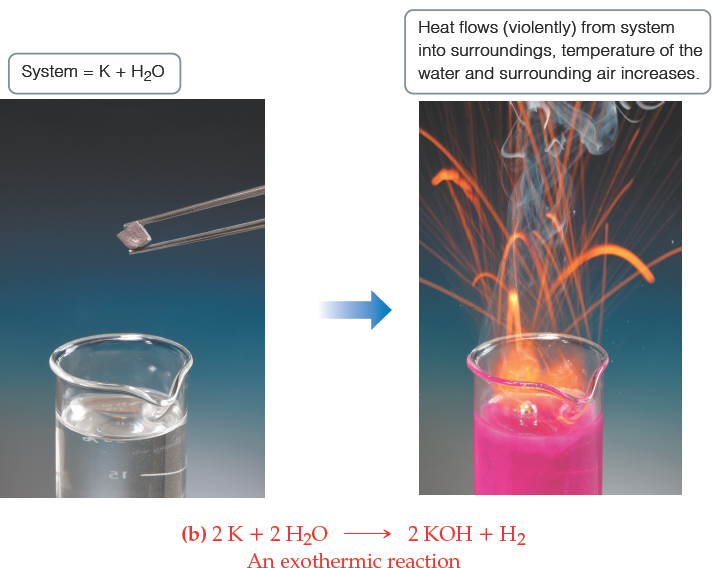 System = K + H₂O
Heat flows (violently) from system
into surroundings, temperature of the
water and surrounding air increases.
15
(b) 2 K + 2 H₂O ⟶ 2 KOH + H₂
An exothermic reaction